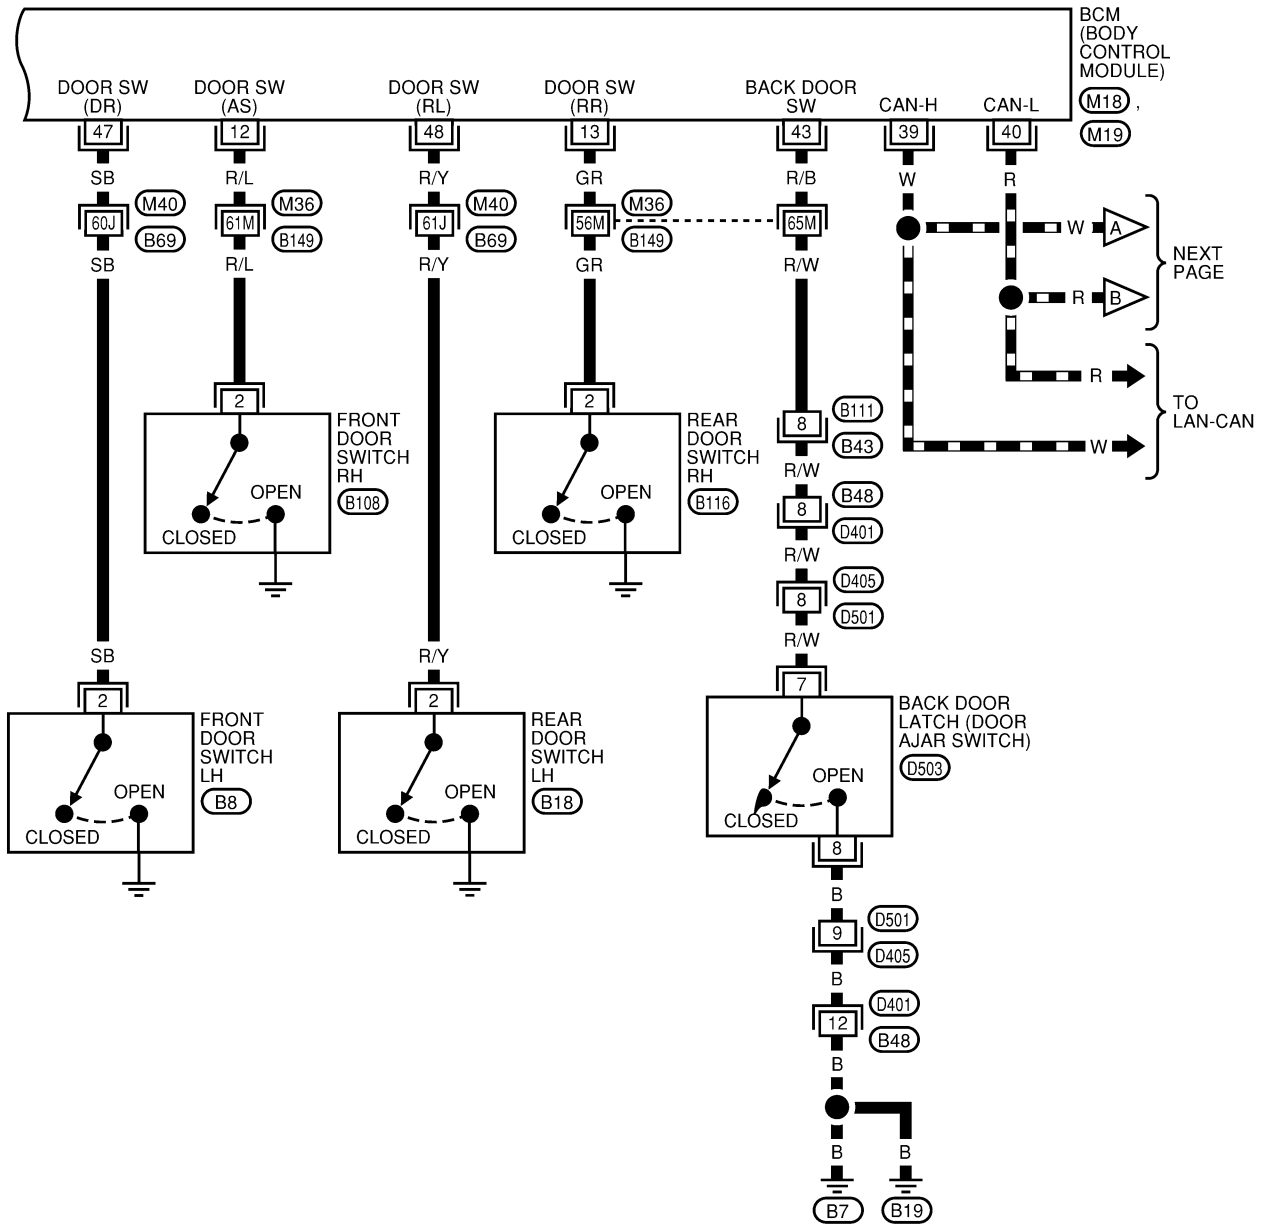 BCM
(BODY
CONTROL
MODULE)
M18 ,
M19
DOOR SW
(DR)
DOOR SW
(AS)
DOOR SW
(RL)
DOOR SW
(RR)
BACK DOOR
SW
CAN-H
CAN-L
47
12
48
13
43
39
40
SB
R/L
R/Y
GR
R/B
W
R
60J
M40
B69
61M
M36
B149
61J
M40
B69
56M
M36
B149
65M
W
A
R
B
NEXT
PAGE
SB
R/L
R/Y
GR
R/W
R
W
TO
LAN-CAN
2
FRONT
DOOR
SWITCH
RH
B108
OPEN
CLOSED
2
REAR
DOOR
SWITCH
RH
B116
OPEN
CLOSED
8
B111
B43
R/W
8
B48
D401
R/W
8
D405
D501
R/W
SB
R/Y
2
FRONT
DOOR
SWITCH
LH
B8
OPEN
CLOSED
2
REAR
DOOR
SWITCH
LH
B18
OPEN
CLOSED
7
BACK DOOR
LATCH (DOOR
AJAR SWITCH)
D503
OPEN
CLOSED
8
B
9
D501
D405
B
12
D401
B48
B
B
B
B7
B19